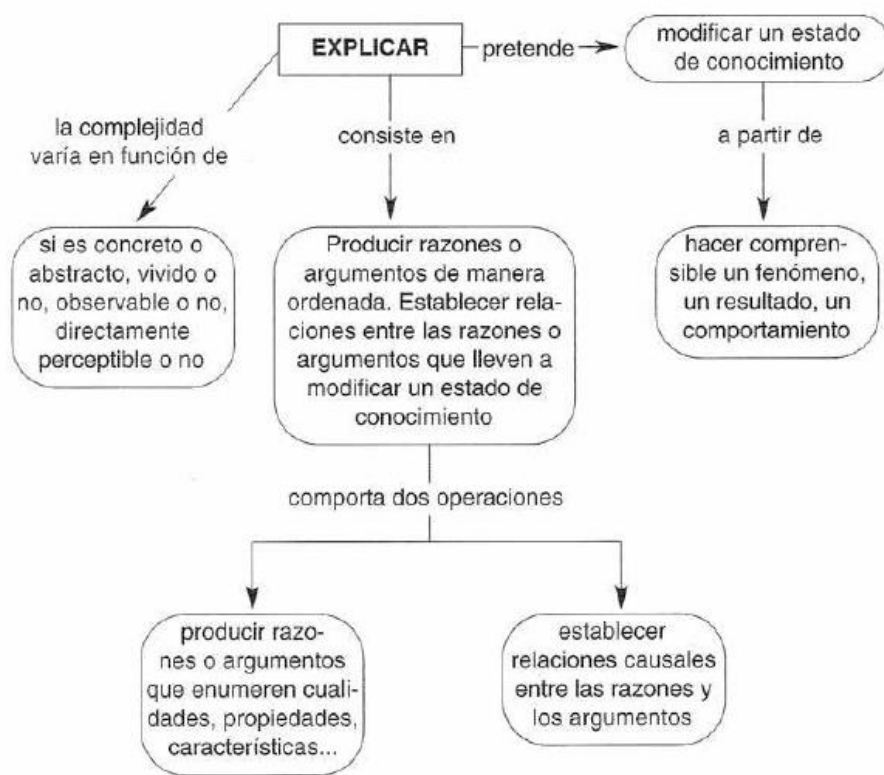 EXPLICAR
pretende
modificar un estado
de conocimiento
la complejidad
varía en función de
consiste en
a partir de
si es concreto o
abstracto, vivido o
no, observable o no,
directamente
perceptible o no
Producir razones o
argumentos de manera
ordenada. Establecer rela-
ciones entre las razones o
argumentos que lleven a
modificar un estado de
conocimiento
hacer compren-
sible un fenómeno,
un resultado, un
comportamiento
comporta dos operaciones
producir razo-
nes o argumentos
que enumeren cuali-
dades, propiedades,
características...
establecer
relaciones causales
entre las razones y
los argumentos